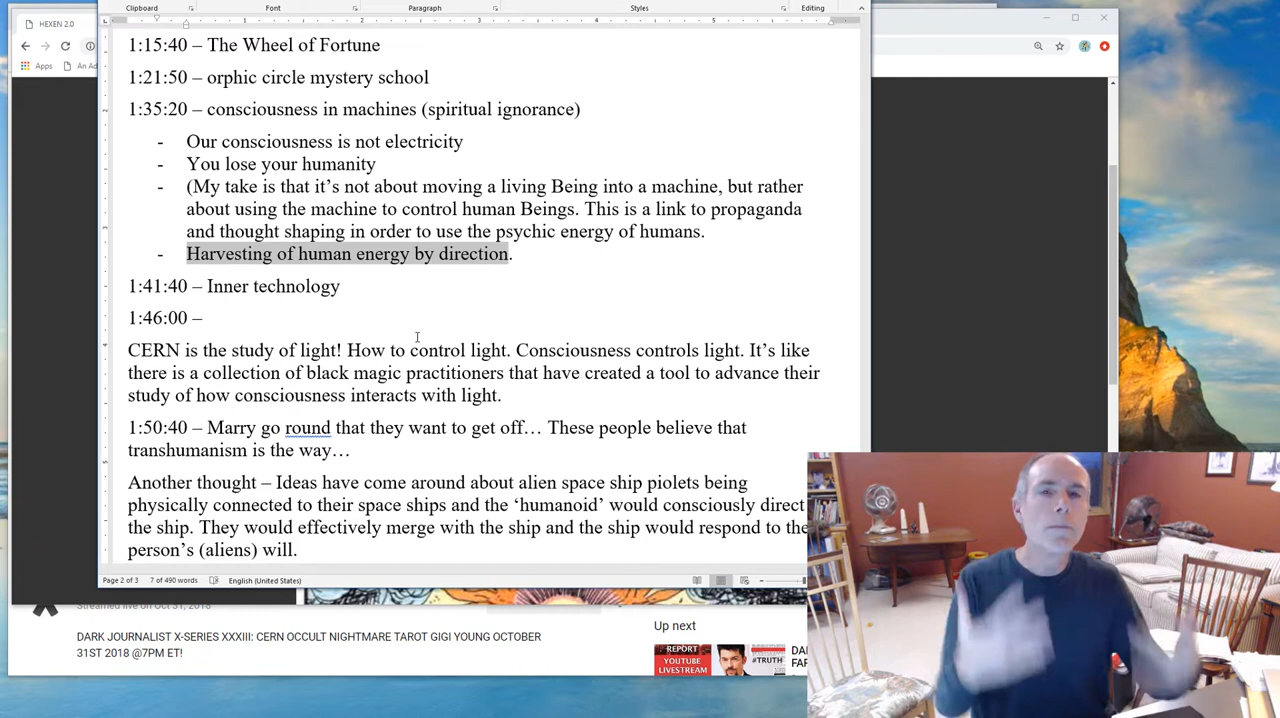 Clipboard
Font
Paragraph
Styles
Editing
HEXEN 2.0
Apps
An Ad
1:15:40 – The Wheel of Fortune
1:21:50 – orphic circle mystery school
1:35:20 – consciousness in machines (spiritual ignorance)
- Our consciousness is not electricity
- You lose your humanity
- (My take is that it’s not about moving a living Being into a machine, but rather
about using the machine to control human Beings. This is a link to propaganda
and thought shaping in order to use the psychic energy of humans.
- Harvesting of human energy by direction.
1:41:40 – Inner technology
1:46:00 –
CERN is the study of light! How to control light. Consciousness controls light. It’s like
there is a collection of black magic practitioners that have created a tool to advance their
study of how consciousness interacts with light.
1:50:40 – Marry go round that they want to get off… These people believe that
transhumanism is the way…
Another thought – Ideas have come around about alien space ship piolets being
physically connected to their space ships and the ‘humanoid’ would consciously direct
the ship. They would effectively merge with the ship and the ship would respond to the
person’s (aliens) will.
Page 2 of 3
7 of 490 words
English (United States)
Streamed live on Oct 31, 2018
DARK JOURNALIST X-SERIES XXXIII: CERN OCCULT NIGHTMARE TAROT GIGI YOUNG OCTOBER
31ST 2018 @7PM ET!
Up next
REPORT
YOUTUBE
LIVESTREAM
#TRUTH
DA
FAR